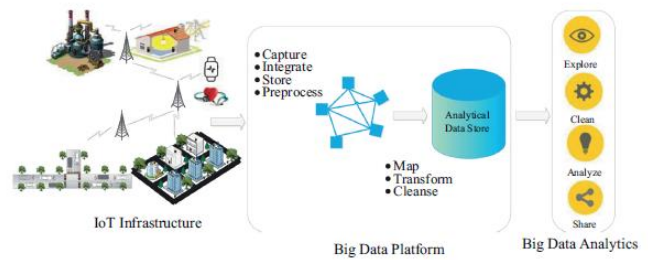 •Capture
•Integrate
•Store
•Preprocess
Analytical
Data Store
•Map
•Transform
•Cleanse
Explore
Clean
Analyze
Share
IoT Infrastructure
Big Data Platform
Big Data Analytics